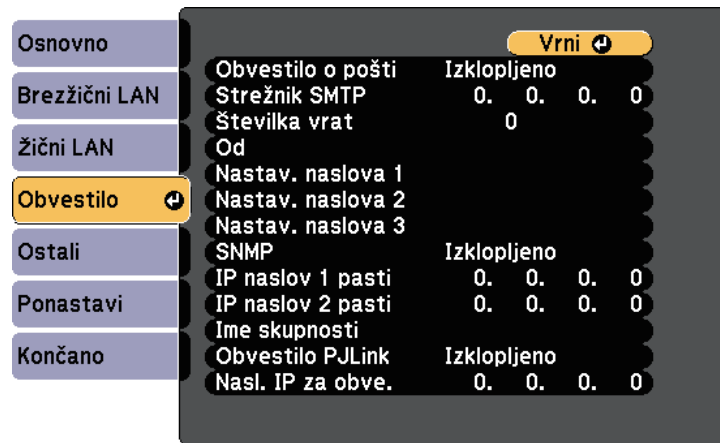 Osnovno
Brezžični LAN
Žični LAN
Obvestilo
Ostali
Ponastavi
Končano
Vrni
Obvestilo o pošti Izklopljeno
Strežnik SMTP 0. 0. 0. 0
Številka vrat 0
Od
Nastav. naslova 1
Nastav. naslova 2
Nastav. naslova 3
SNMP Izklopljeno
IP naslov 1 pasti 0. 0. 0. 0
IP naslov 2 pasti 0. 0. 0. 0
Ime skupnosti
Obvestilo PJLink Izklopljeno
Nasl. IP za obve. 0. 0. 0. 0